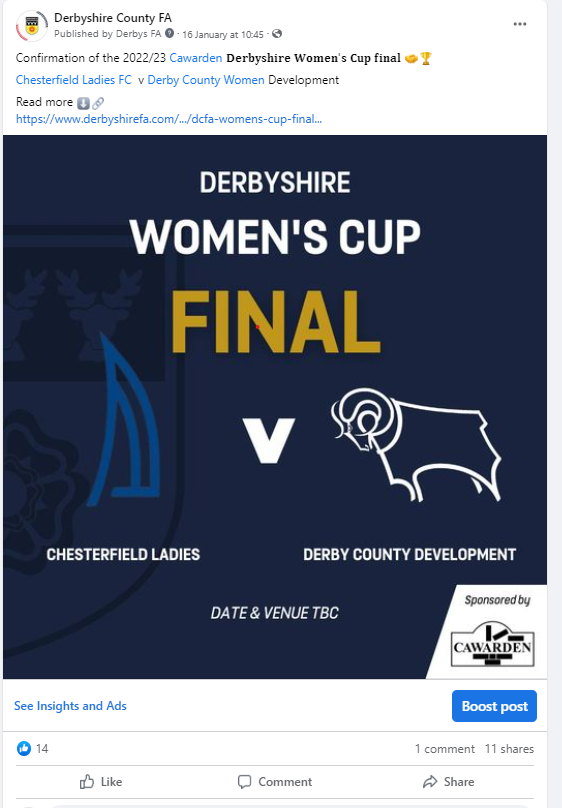 Derbyshire County FA
Published by Derbys FA · 16 January at 10:45 ·
Confirmation of the 2022/23 Cawarden Derbyshire Women's Cup final
Chesterfield Ladies FC v Derby County Women Development
Read more
https://www.derbyshirefa.com/.../dcfa-womens-cup-final...
DERBYSHIRE
WOMEN'S CUP
FINAL
V
CHESTERFIELD LADIES
DERBY COUNTY DEVELOPMENT
DATE & VENUE TBC
Sponsored by
CAWARDEN
See Insights and Ads
Boost post
14
1 comment 11 shares
Like
Comment
Share